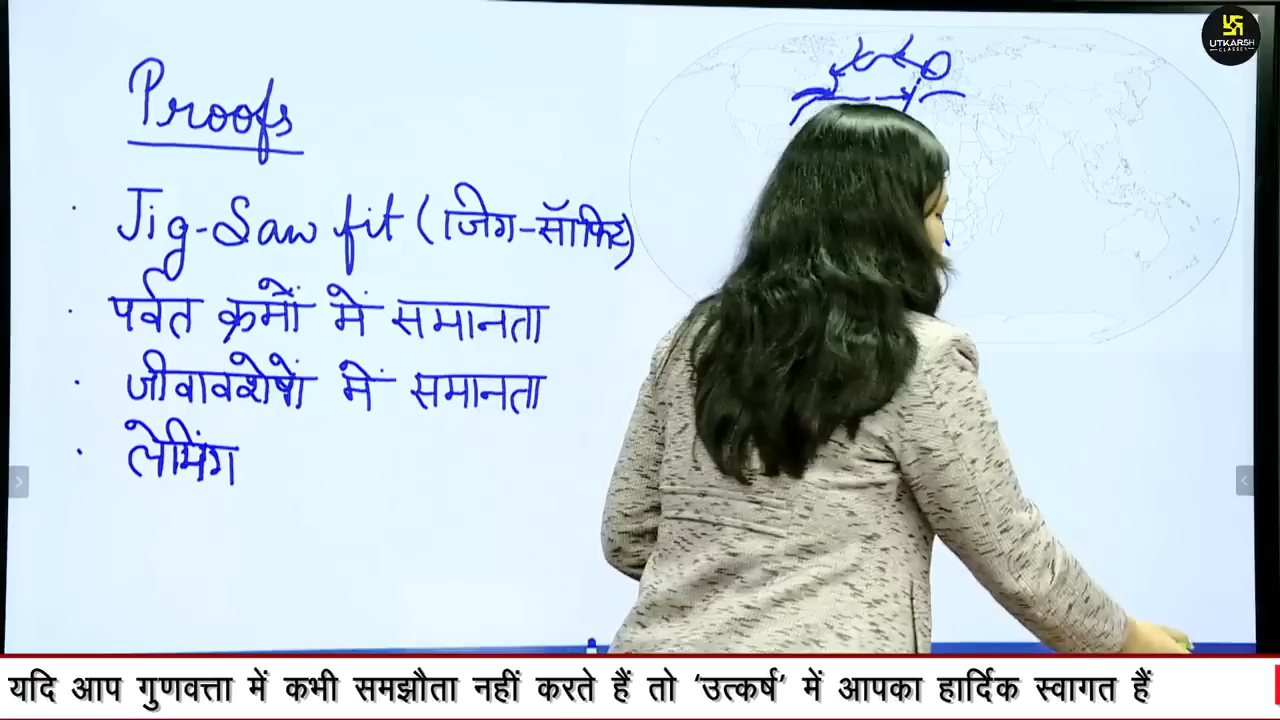 UTKARSH
CLASSES
Proofs
Jig-Saw fit (जिग-सॉफिट)
पर्वत क्रमों में समानता
जीवावशेषों में समानता
लेमिंग
यदि आप गुणवत्ता में कभी समझौता नहीं करते हैं तो ‘उत्कर्ष’ में आपका हार्दिक स्वागत हैं